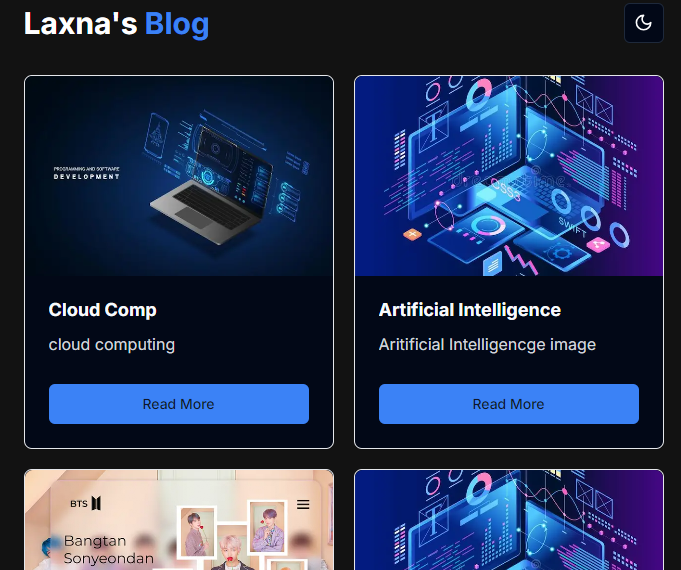 Laxna's Blog
PROGRAMMING AND SOFTWARE
DEVELOPMENT
SWIFT
Cloud Comp
cloud computing
Read More
Artificial Intelligence
Aritificial Intelligencge image
Read More
BTS
Bangtan
Sonyeondan